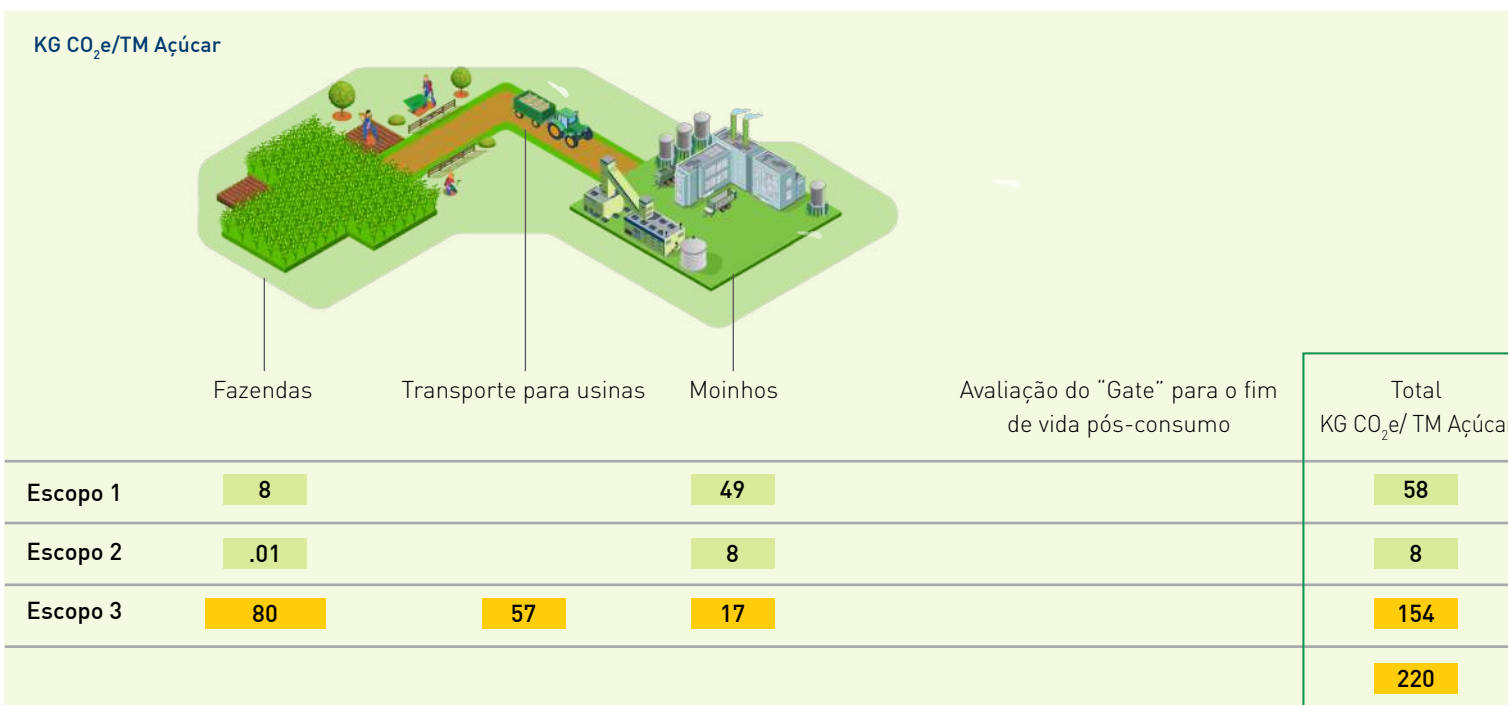 KG CO₂e/TM Açúcar
Fazendas
Transporte para usinas
Moinhos
Avaliação do “Gate” para o fim
de vida pós-consumo
Total
KG CO₂e/ TM Açúcar
Escopo 1 8 49 58
Escopo 2 .01 8 8
Escopo 3 80 57 17 154
220